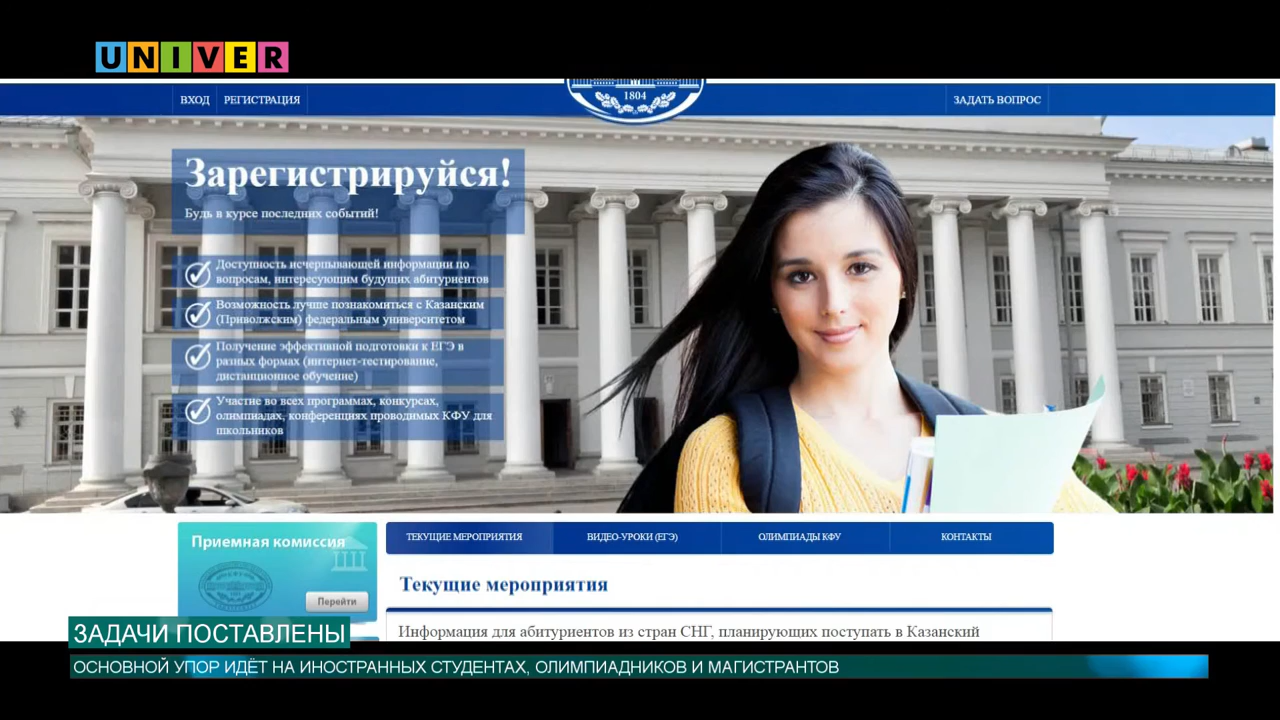 UNIVER
1804
ВХОД
РЕГИСТРАЦИЯ
ЗАДАТЬ ВОПРОС
Зарегистрируйся!
Будь в курсе последних событий!
Доступность исчерпывающей информации по
вопросам, интересующим будущих абитуриентов
Возможность лучше познакомиться с Казанским
(Приволжским) федеральным университетом
Получение эффективной подготовки к ЕГЭ в
разных формах (интернет-тестирование,
дистанционное обучение)
Участие во всех программах, конкурсах,
олимпиадах, конференциях проводимых КФУ для
школьников
Приемная комиссия
Перейти
ТЕКУЩИЕ МЕРОПРИЯТИЯ
ВИДЕО-УРОКИ (ЕГЭ)
ОЛИМПИАДЫ КФУ
КОНТАКТЫ
Текущие мероприятия
Информация для абитуриентов из стран СНГ, планирующих поступать в Казанский
ЗАДАЧИ ПОСТАВЛЕНЫ
ОСНОВНОЙ УПОР ИДЁТ НА ИНОСТРАННЫХ СТУДЕНТАХ, ОЛИМПИАДНИКОВ И МАГИСТРАНТОВ